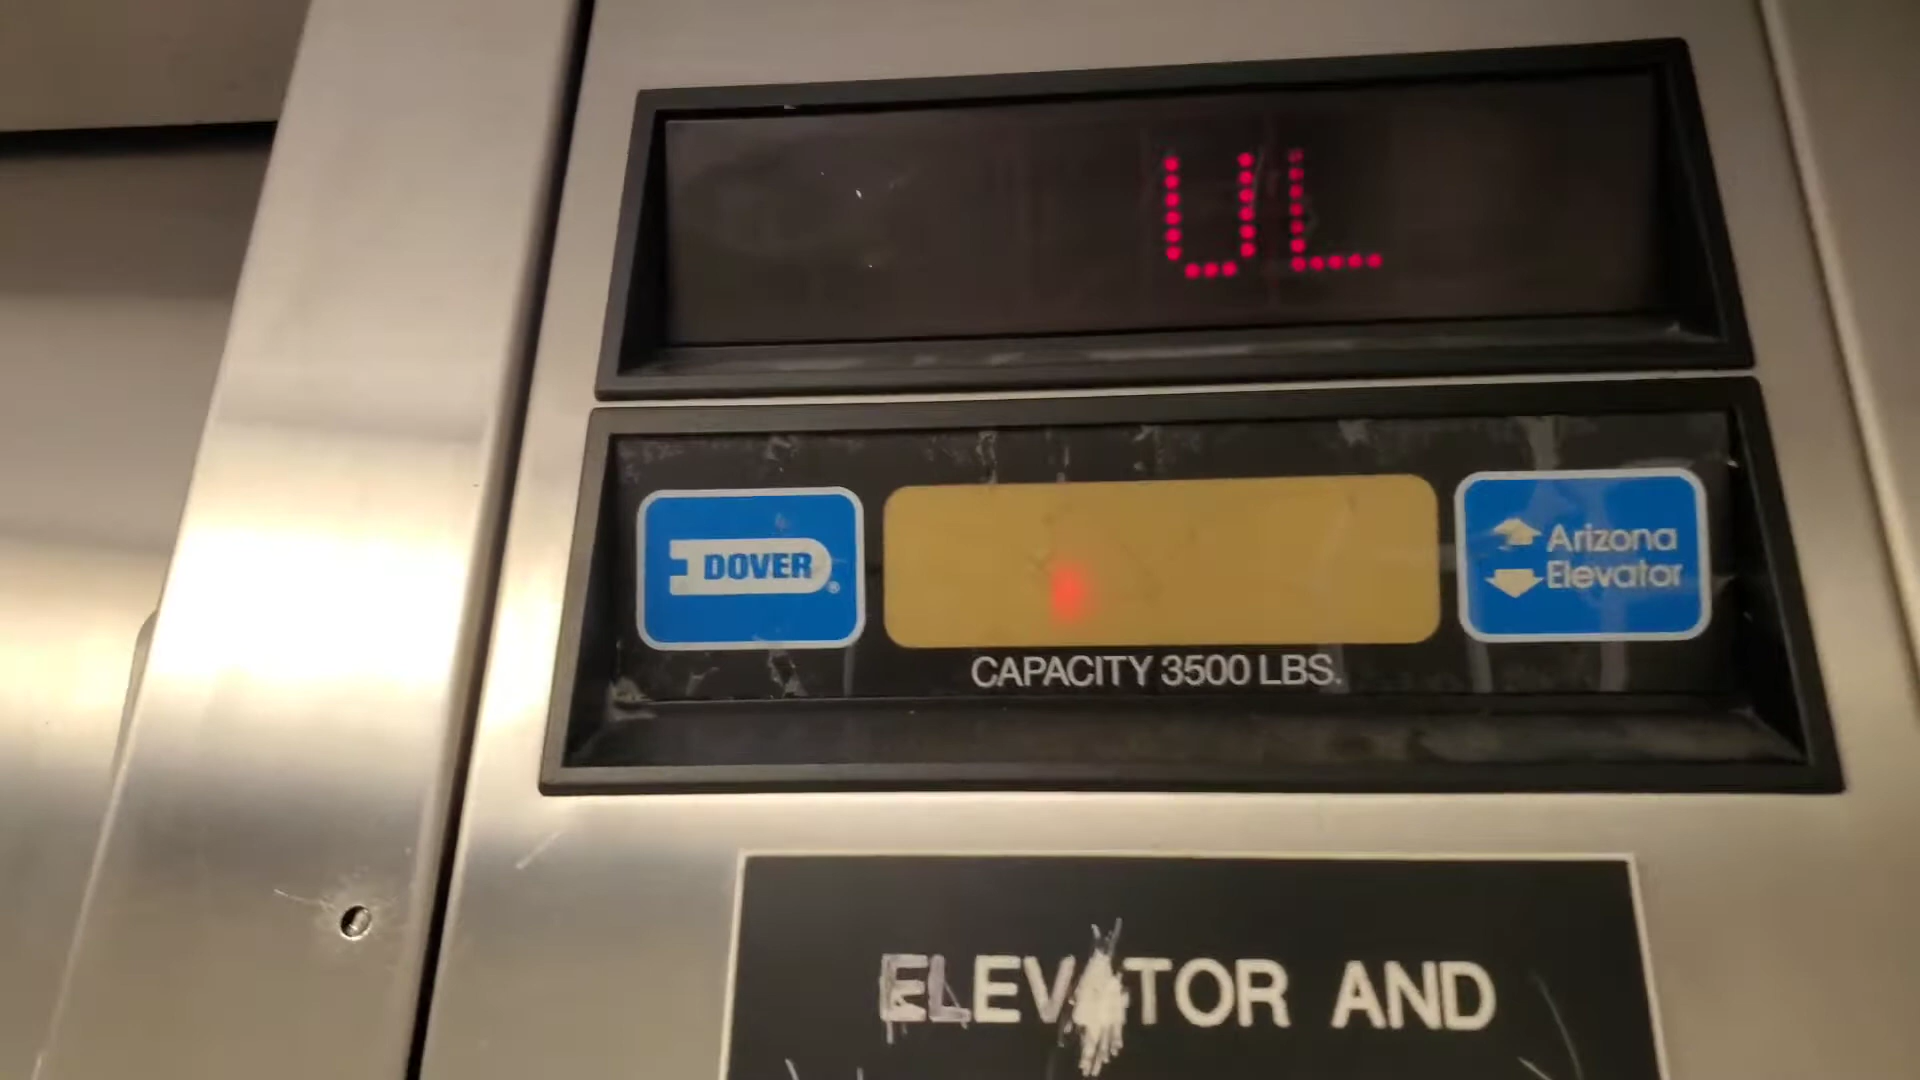 UL
DOVER®
Arizona
Elevator
CAPACITY 3500 LBS.
ELEVATOR AND